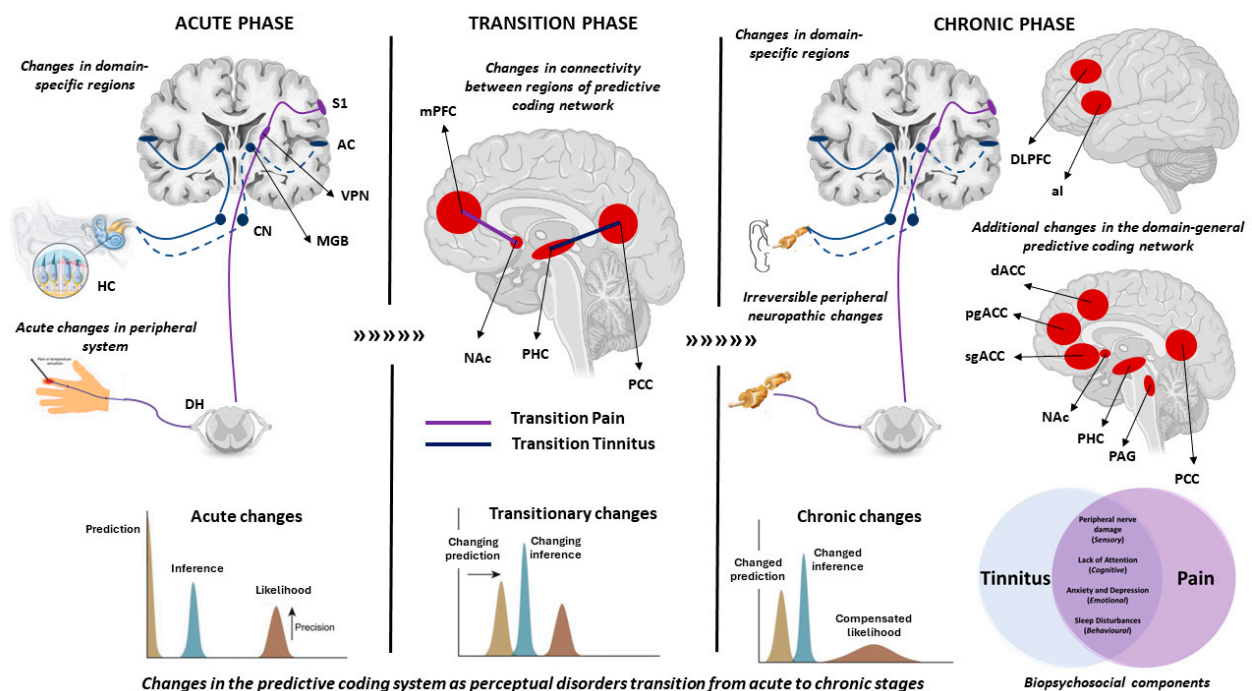 ACUTE PHASE
Changes in domain-
specific regions
S1
AC
VPN
MGB
CN
HC
Acute changes in peripheral
system
Pain or temperature
sensation
DH
Acute changes
Prediction
Inference
Likelihood
Precision
TRANSITION PHASE
Changes in connectivity
between regions of predictive
coding network
mPFC
NAc
PHC
PCC
Transition Pain
Transition Tinnitus
Transitionary changes
Changing
prediction
Changing
inference
»»»»»
»»»»»
CHRONIC PHASE
Changes in domain-
specific regions
DLPFC
aI
Additional changes in the domain-general
predictive coding network
Irreversible peripheral
neuropathic changes
dACC
pgACC
sgACC
NAc
PHC
PAG
PCC
Chronic changes
Changed
prediction
Changed
inference
Compensated
likelihood
Tinnitus
Pain
Peripheral nerve
damage
(Sensory)
Lack of Attention
(Cognitive)
Anxiety and Depression
(Emotional)
Sleep Disturbances
(Behavioural)
Changes in the predictive coding system as perceptual disorders transition from acute to chronic stages
Biopsychosocial components